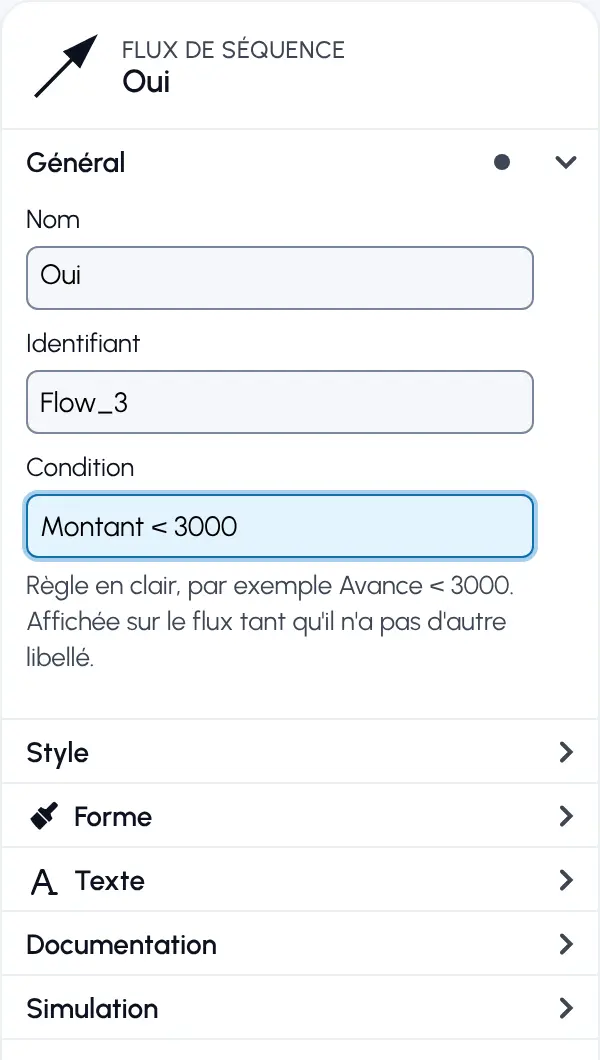 FLUX DE SÉQUENCE
Oui
Général
Nom
Oui
Identifiant
Flow_3
Condition
Montant < 3000
Règle en clair, par exemple Avance < 3000.
Affichée sur le flux tant qu'il n'a pas d'autre
libellé.
Style
Forme
Texte
Documentation
Simulation